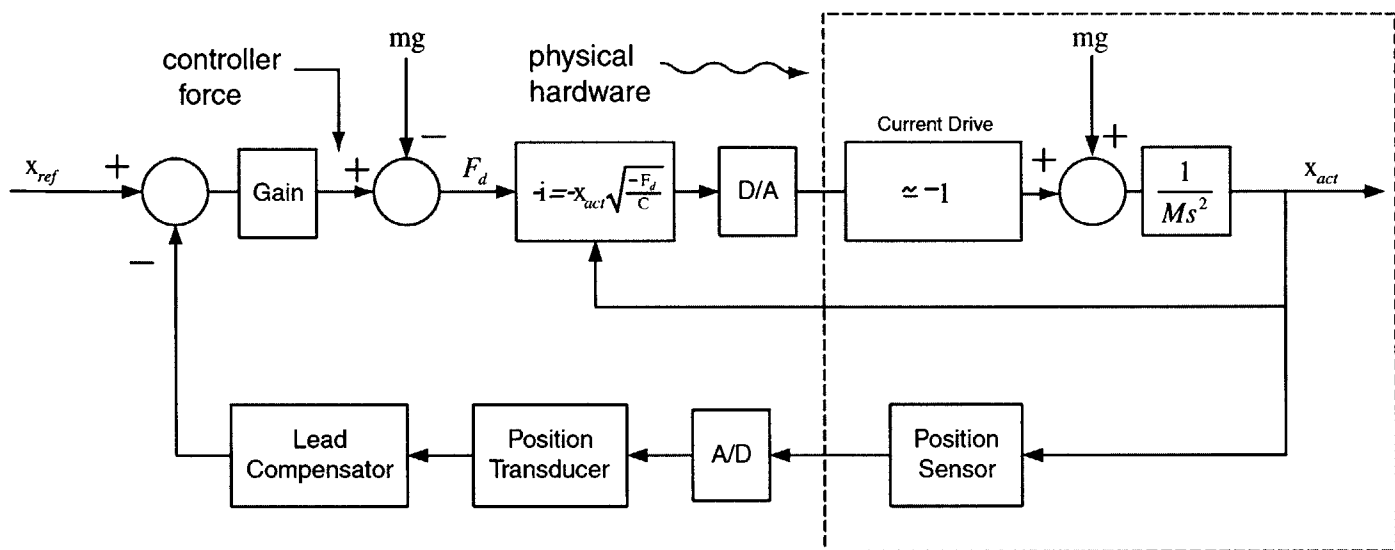 mg
mg
controller
force
physical
hardware
Current Drive
x_ref
+
Gain
+
−
F_d
-i=-x_act√(-F_d/C)
D/A
≃ -1
+
+
1/Ms²
x_act
−
Lead
Compensator
Position
Transducer
A/D
Position
Sensor